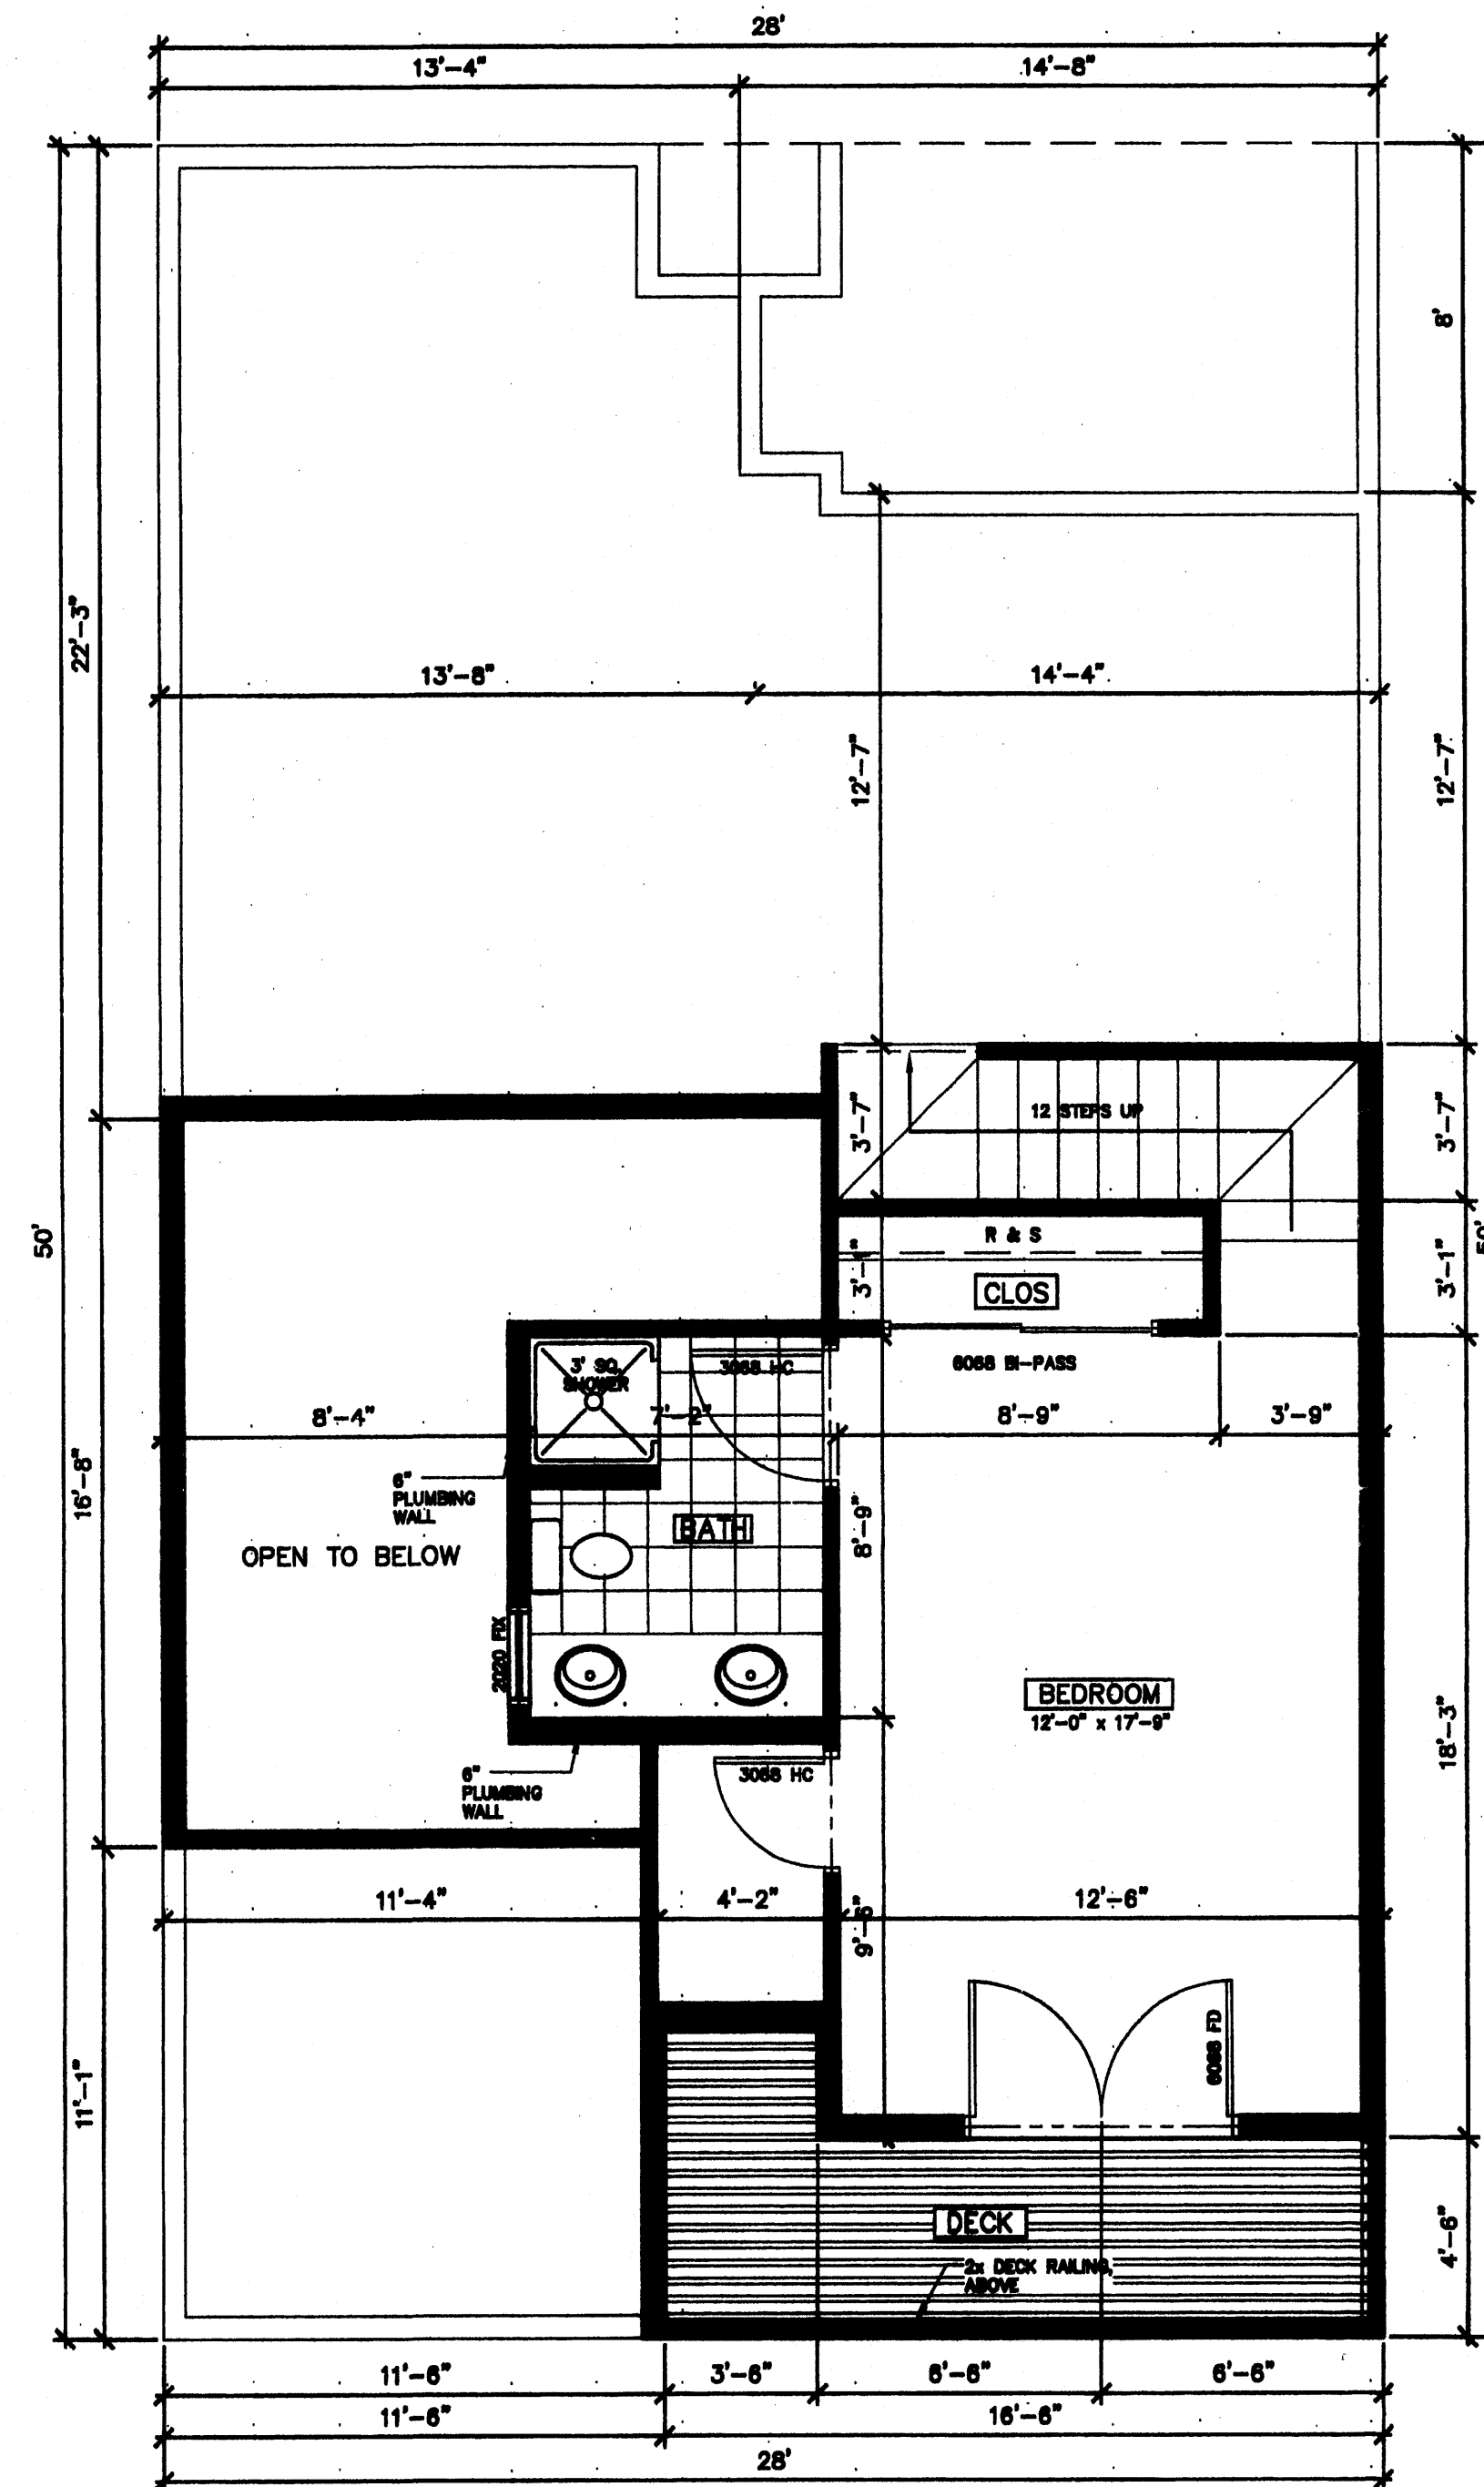 28'
13'-4"
14'-8"
8'
22'-3"
13'-8"
14'-4"
12'-7"
12'-7"
12 STEPS UP
3'-7"
3'-7"
50'
50'
R & S
3'-1"
3'-1"
CLOS
6068 BI-PASS
3' SQ.
SHOWER
3068 HC
8'-4"
7'-2"
8'-9"
3'-9"
16'-8"
6"
PLUMBING
WALL
BATH
8'-9"
OPEN TO BELOW
2020 FIX
BEDROOM
12'-0" x 17'-9"
18'-3"
6"
PLUMBING
WALL
3068 HC
11'-4"
4'-2"
12'-6"
9'-6"
6068 FD
11'-1"
DECK
2x DECK RAILING,
ABOVE
4'-6"
11'-6"
3'-6"
6'-6"
6'-6"
11'-6"
16'-6"
28'